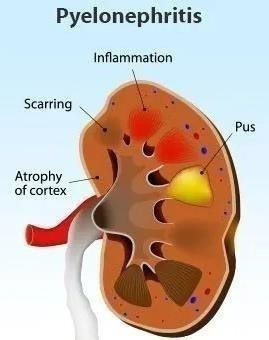 Pyelonephritis
Inflammation
Scarring
Pus
Atrophy
of cortex